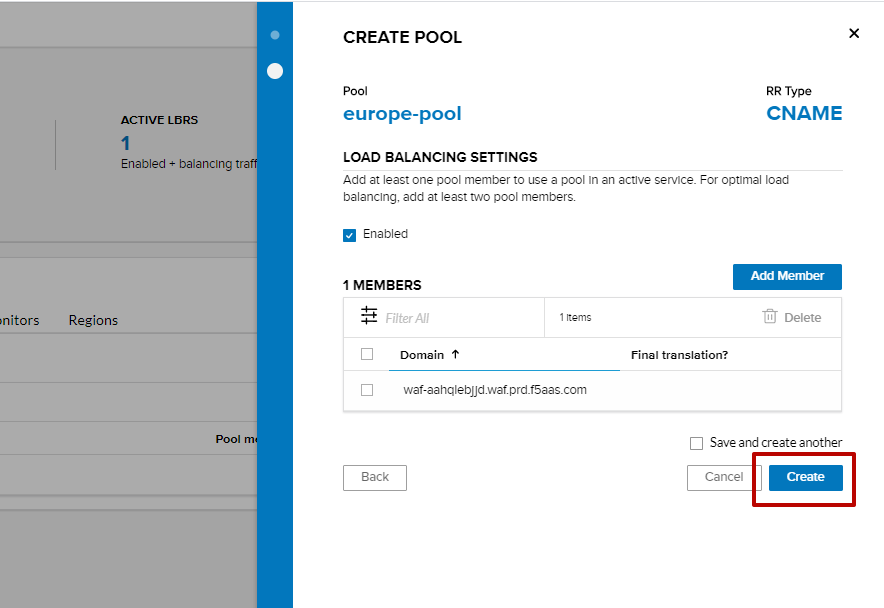 CREATE POOL
Pool
europe-pool
RR Type
CNAME
LOAD BALANCING SETTINGS
Add at least one pool member to use a pool in an active service. For optimal load
balancing, add at least two pool members.
Enabled
1 MEMBERS
Add Member
Filter All
1 Items
Delete
Domain ↑
Final translation?
waf-aahqlebjjd.waf.prd.f5aas.com
Save and create another
Back
Cancel
Create
ACTIVE LBRS
1
Enabled + balancing traff
onitors
Regions
Pool me